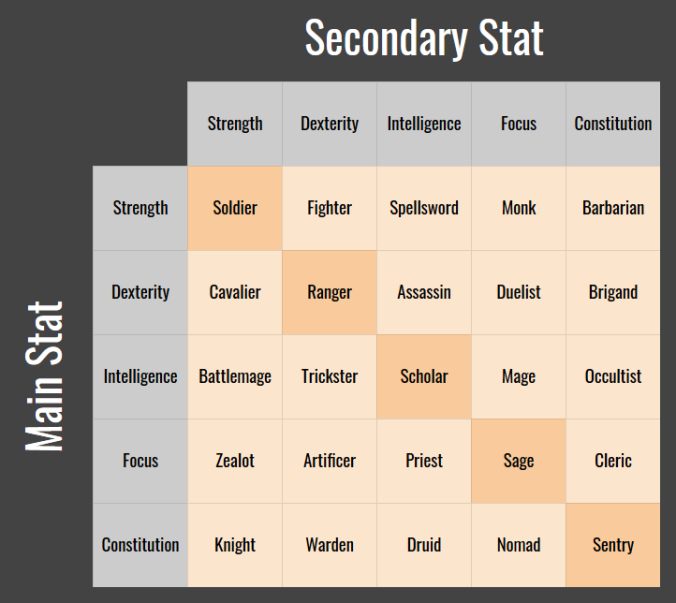 Secondary Stat
Strength Dexterity Intelligence Focus Constitution
Strength Soldier Fighter Spellsword Monk Barbarian
Dexterity Cavalier Ranger Assassin Duelist Brigand
Intelligence Battlemage Trickster Scholar Mage Occultist
Focus Zealot Artificer Priest Sage Cleric
Constitution Knight Warden Druid Nomad Sentry
Main Stat